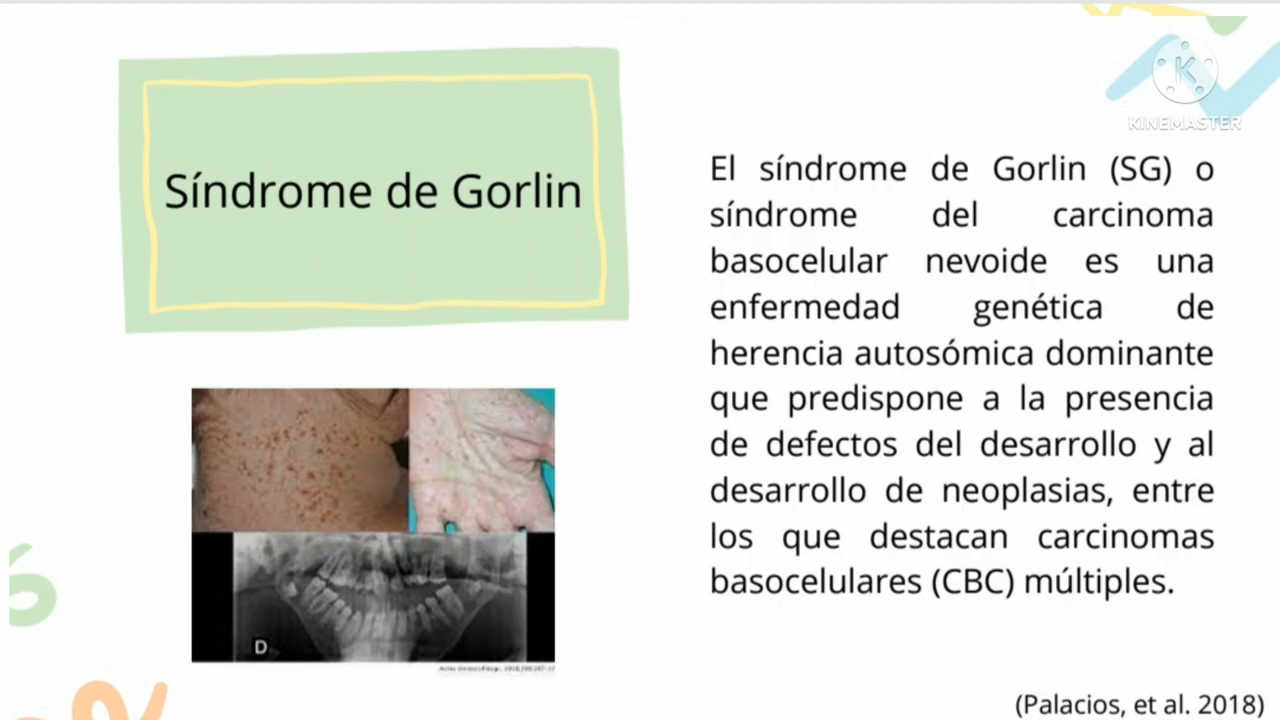 Síndrome de Gorlin
KINEMASTER
El síndrome de Gorlin (SG) o
síndrome del carcinoma
basocelular nevoide es una
enfermedad genética de
herencia autosómica dominante
que predispone a la presencia
de defectos del desarrollo y al
desarrollo de neoplasias, entre
los que destacan carcinomas
basocelulares (CBC) múltiples.
D
(Palacios, et al. 2018)